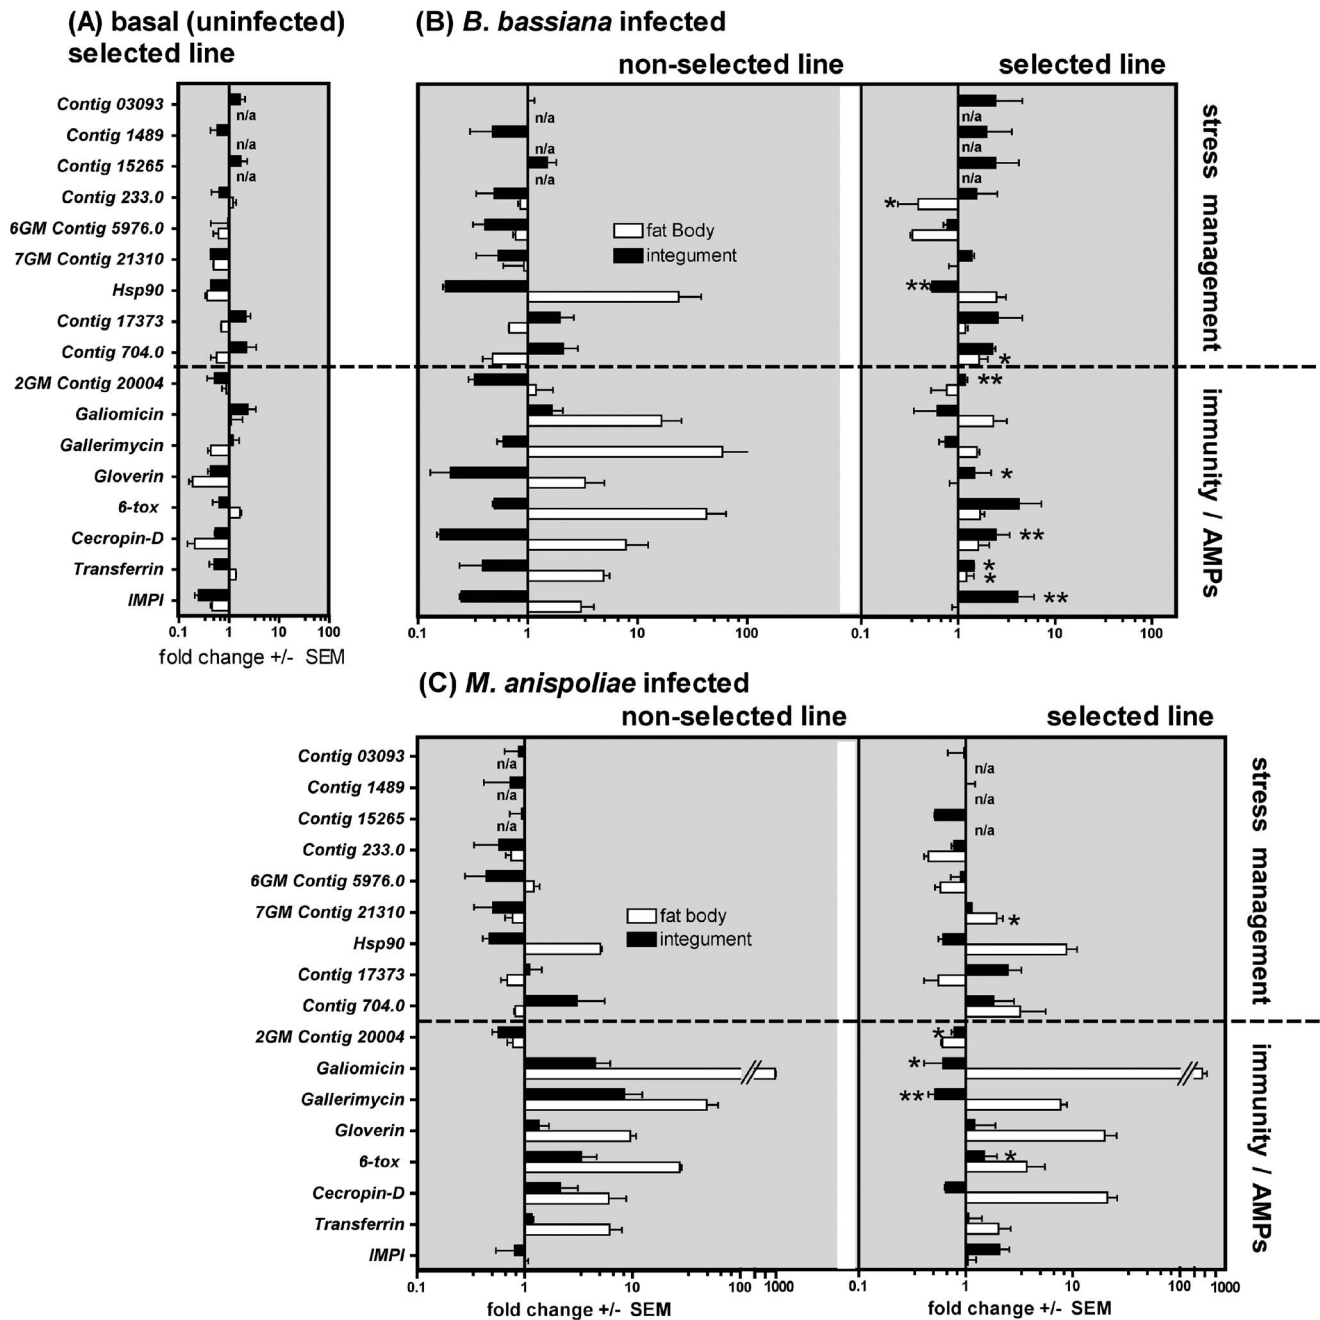 (A) basal (uninfected)
selected line
(B) B. bassiana infected
non-selected line
selected line
Contig 03093
Contig 1489
Contig 15265
Contig 233.0
6GM Contig 5976.0
7GM Contig 21310
Hsp90
Contig 17373
Contig 704.0
2GM Contig 20004
Galiomicin
Gallerimycin
Gloverin
6-tox
Cecropin-D
Transferrin
IMPI
n/a
n/a
n/a
0.1 1 10 100
fold change +/- SEM
n/a
n/a
n/a
fat Body
integument
0.1 1 10 100
n/a
n/a
n/a
*
**
*
**
*
**
*
*
**
0.1 1 10 100
stress management
immunity / AMPs
(C) M. anispoliae infected
non-selected line
selected line
Contig 03093
Contig 1489
Contig 15265
Contig 233.0
6GM Contig 5976.0
7GM Contig 21310
Hsp90
Contig 17373
Contig 704.0
2GM Contig 20004
Galiomicin
Gallerimycin
Gloverin
6-tox
Cecropin-D
Transferrin
IMPI
n/a
n/a
n/a
fat body
integument
0.1 1 10 100 1000
fold change +/- SEM
n/a
n/a
n/a
*
*
*
**
*
0.1 1 10 100 1000
fold change +/- SEM
stress management
immunity / AMPs